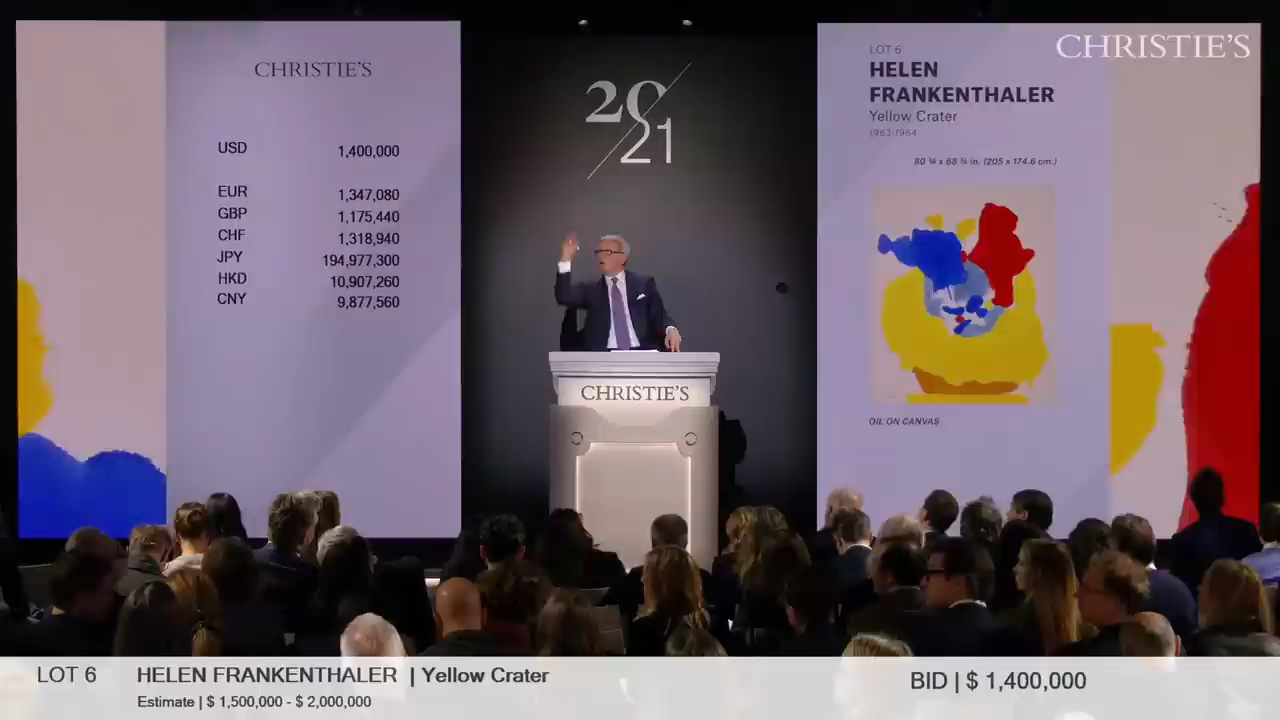 CHRISTIE'S
USD 1,400,000
EUR 1,347,080
GBP 1,175,440
CHF 1,318,940
JPY 194,977,300
HKD 10,907,260
CNY 9,877,560
20
21
CHRISTIE'S
CHRISTIE'S
LOT 6
HELEN
FRANKENTHALER
Yellow Crater
1963-1964
80 ¾ x 68 ¾ in. (205 x 174.6 cm.)
OIL ON CANVAS
LOT 6 HELEN FRANKENTHALER | Yellow Crater
Estimate | $ 1,500,000 - $ 2,000,000
BID | $ 1,400,000